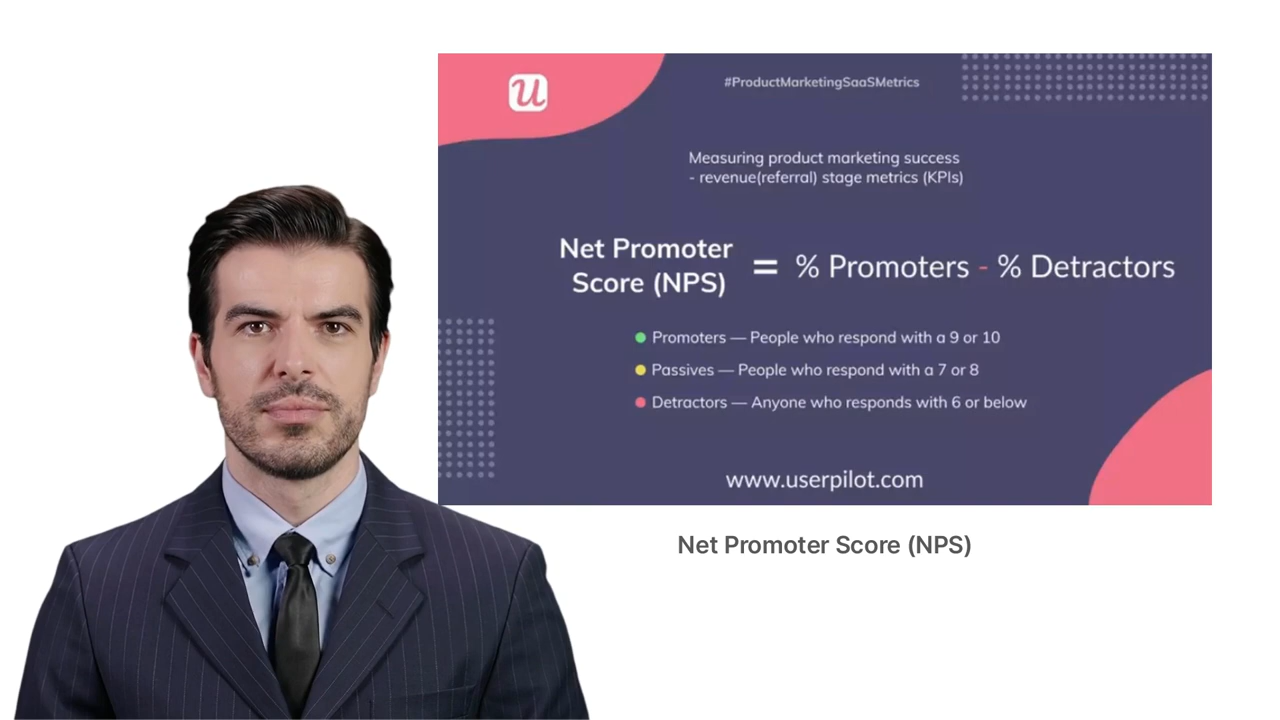 u
#ProductMarketingSaaSMetrics
Measuring product marketing success
- revenue(referral) stage metrics (KPIs)
Net Promoter
Score (NPS)
= % Promoters - % Detractors
Promoters — People who respond with a 9 or 10
Passives — People who respond with a 7 or 8
Detractors — Anyone who responds with 6 or below
www.userpilot.com
Net Promoter Score (NPS)